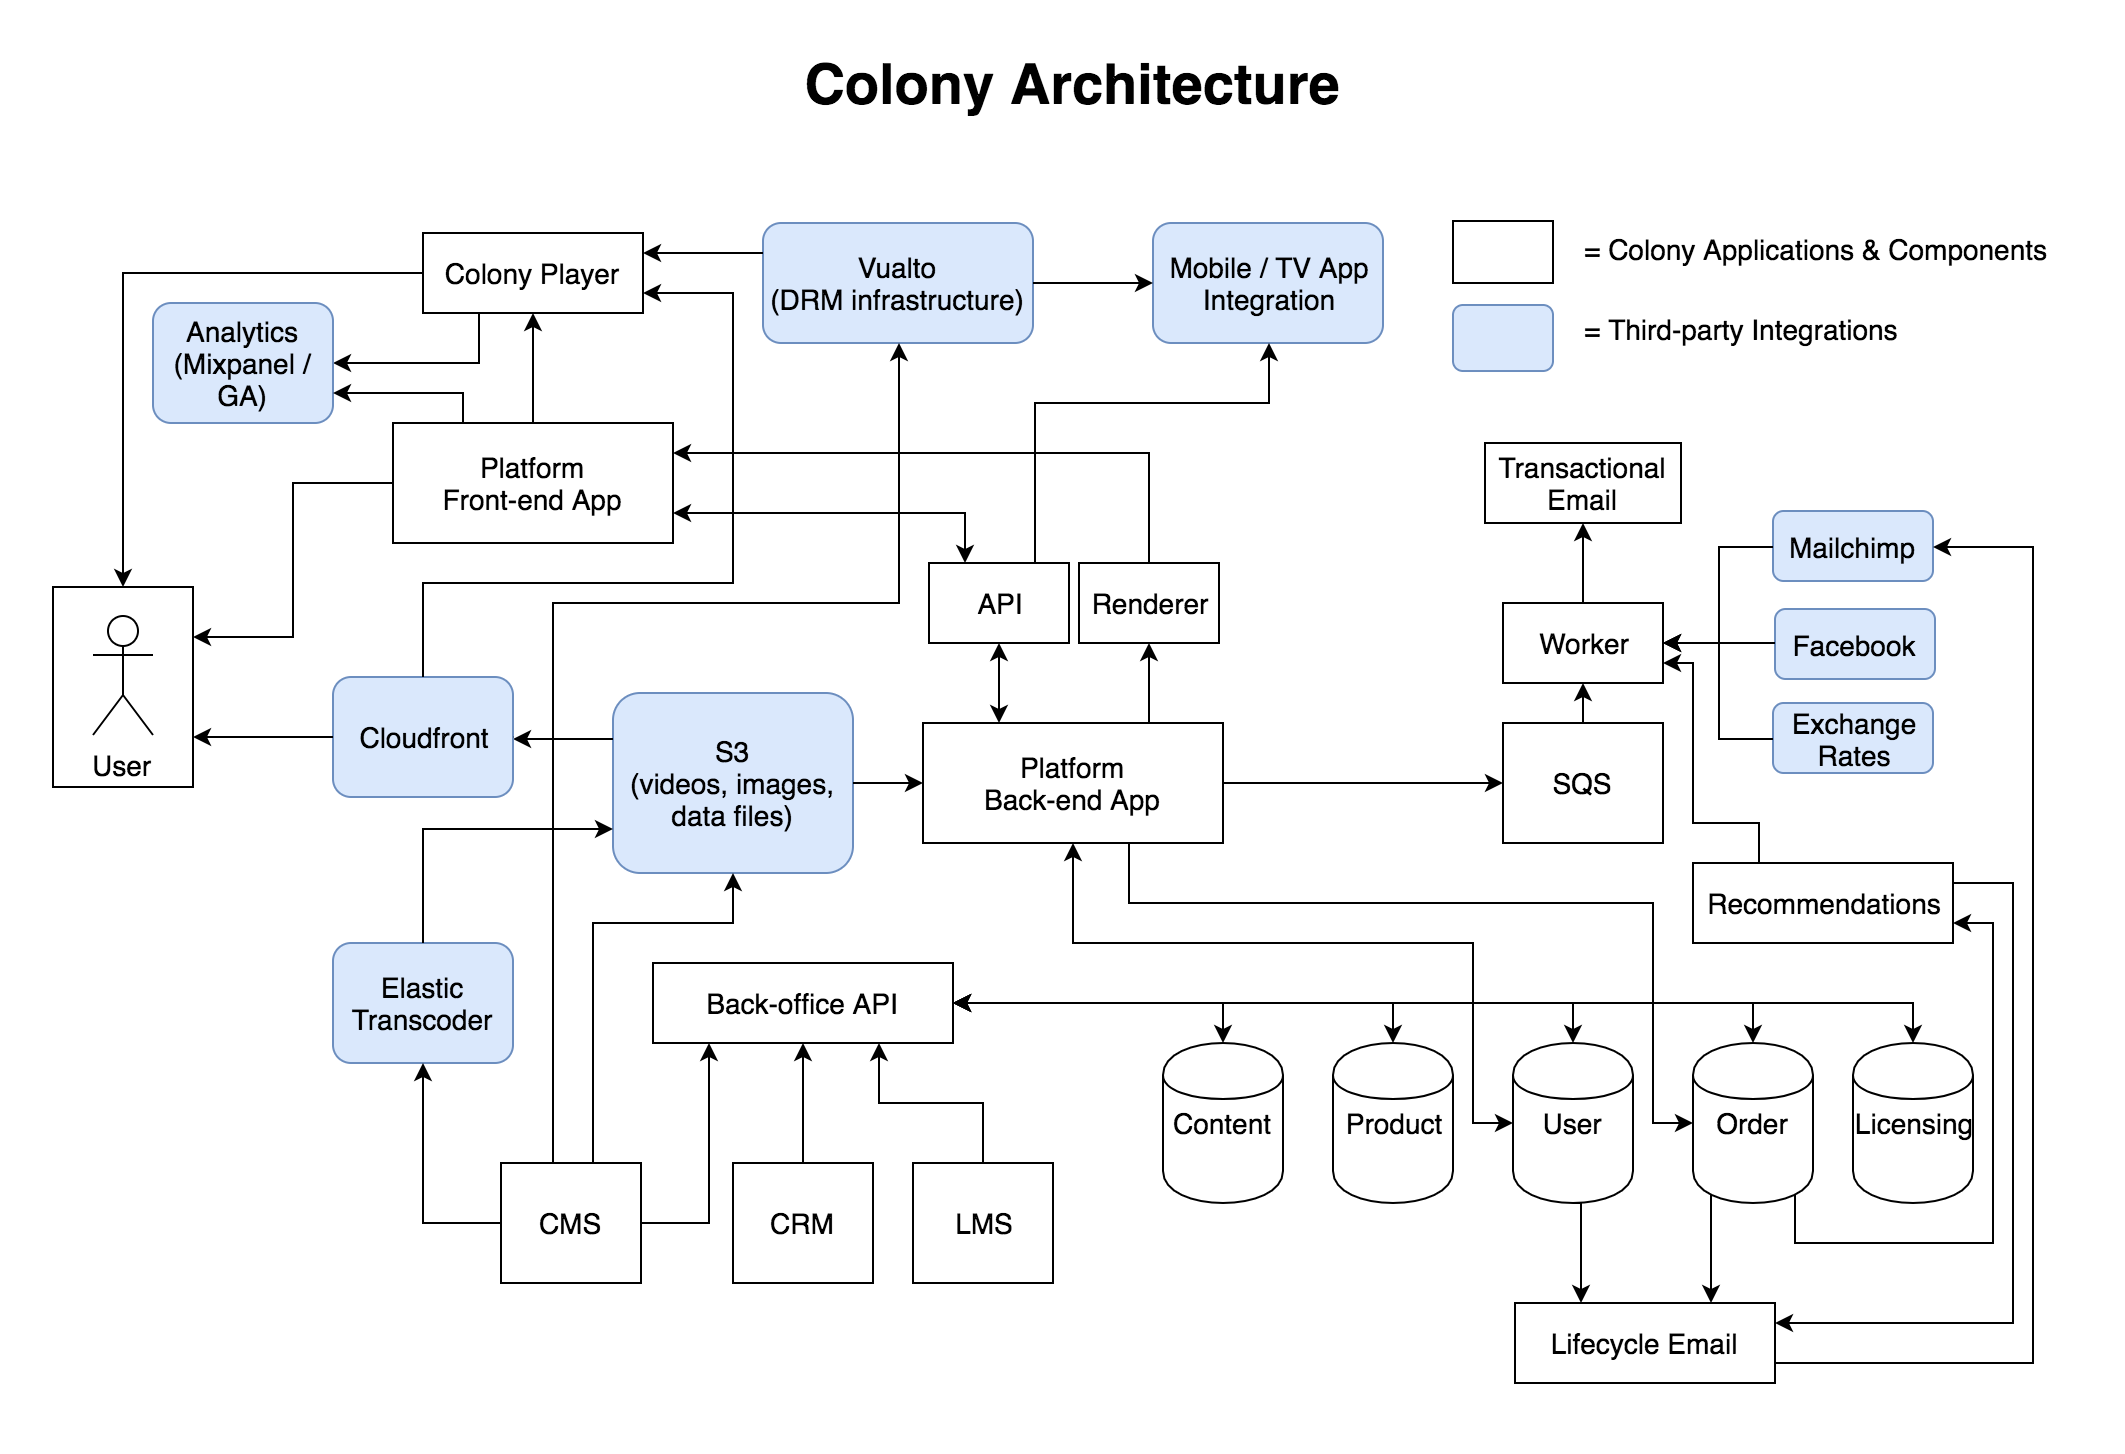 Colony Architecture
Colony Player
Vualto
(DRM infrastructure)
Mobile / TV App
Integration
= Colony Applications & Components
= Third-party Integrations
Analytics
(Mixpanel /
GA)
Platform
Front-end App
Transactional
Email
Mailchimp
API
Renderer
Worker
Facebook
User
Cloudfront
S3
(videos, images,
data files)
Platform
Back-end App
SQS
Exchange
Rates
Recommendations
Elastic
Transcoder
Back-office API
Content
Product
User
Order
Licensing
CMS
CRM
LMS
Lifecycle Email